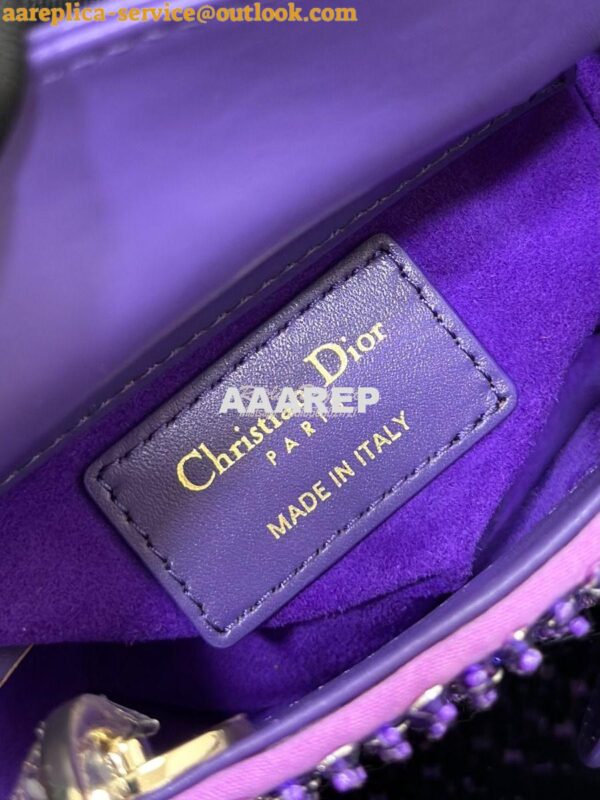 aareplica-service@outlook.com
Christian Dior
AAAREP
PARIS
MADE IN ITALY